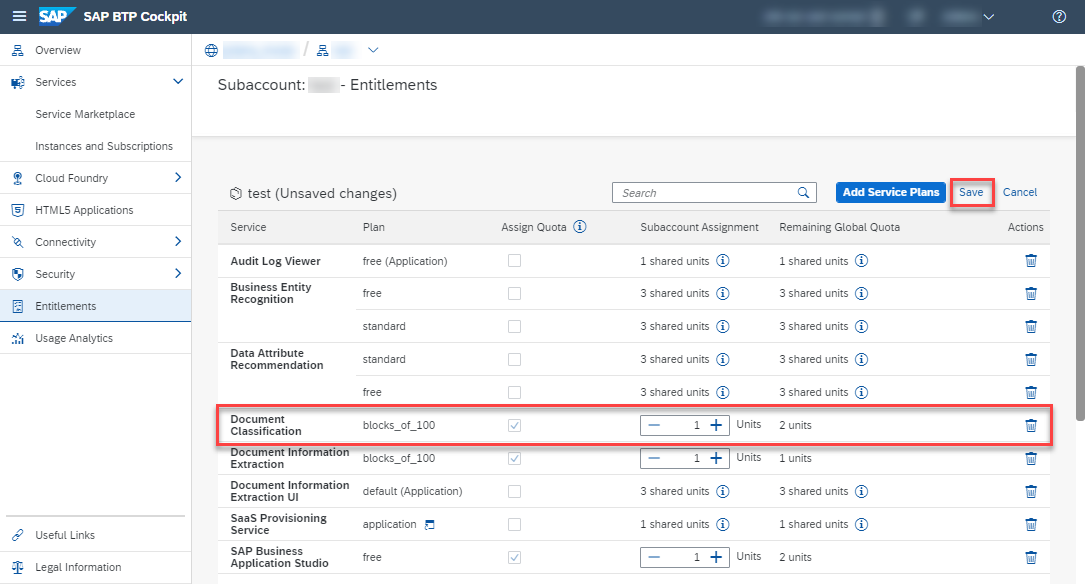 SAP SAP BTP Cockpit
Overview
Services
Service Marketplace
Instances and Subscriptions
Cloud Foundry
HTML5 Applications
Connectivity
Security
Entitlements
Usage Analytics
Useful Links
Legal Information
/
Subaccount: - Entitlements
test (Unsaved changes) Search Add Service Plans Save Cancel
Service Plan Assign Quota Subaccount Assignment Remaining Global Quota Actions
Audit Log Viewer free (Application) 1 shared units 1 shared units
Business Entity
Recognition free 3 shared units 3 shared units
standard 3 shared units 3 shared units
Data Attribute
Recommendation standard 3 shared units 3 shared units
free 3 shared units 3 shared units
Document
Classification blocks_of_100 1 Units 2 units
Document Information
Extraction blocks_of_100 1 Units 1 units
Document Information
Extraction UI default (Application) 3 shared units 3 shared units
SaaS Provisioning
Service application 1 shared units 1 shared units
SAP Business
Application Studio free 1 Units 2 units